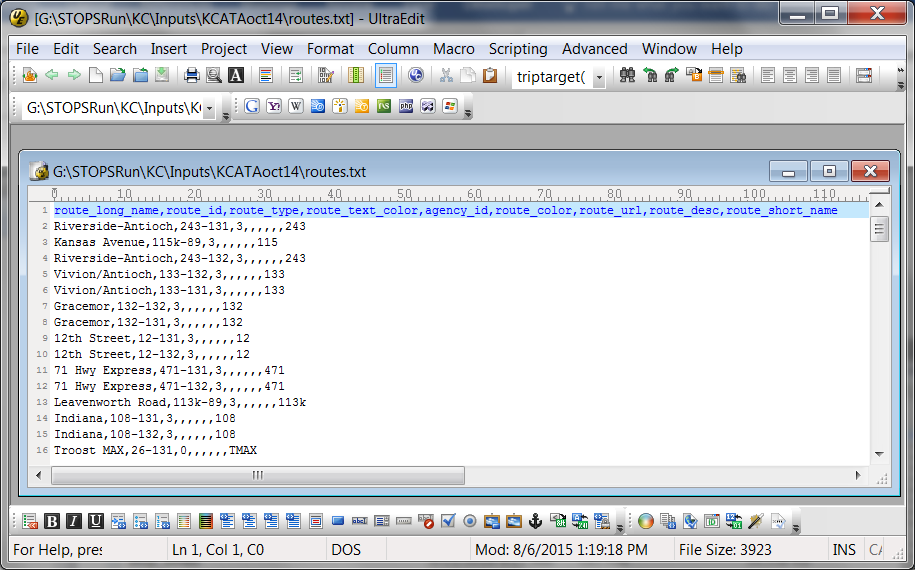 [G:\STOPSRun\KC\Inputs\KCATAoct14\routes.txt] - UltraEdit
File Edit Search Insert Project View Format Column Macro Scripting Advanced Window Help
triptarget(
G:\STOPSRun\KC\Inputs\K
G:\STOPSRun\KC\Inputs\KCATAoct14\routes.txt
0 10 20 30 40 50 60 70 80 90 100 110
1 route_long_name,route_id,route_type,route_text_color,agency_id,route_color,route_url,route_desc,route_short_name
2 Riverside-Antioch,243-131,3,,,,,,243
3 Kansas Avenue,115k-89,3,,,,,,115
4 Riverside-Antioch,243-132,3,,,,,,243
5 Vivion/Antioch,133-132,3,,,,,,133
6 Vivion/Antioch,133-131,3,,,,,,133
7 Gracemor,132-132,3,,,,,,132
8 Gracemor,132-131,3,,,,,,132
9 12th Street,12-131,3,,,,,,12
10 12th Street,12-132,3,,,,,,12
11 71 Hwy Express,471-131,3,,,,,,471
12 71 Hwy Express,471-132,3,,,,,,471
13 Leavenworth Road,113k-89,3,,,,,,113k
14 Indiana,108-131,3,,,,,,108
15 Indiana,108-132,3,,,,,,108
16 Troost MAX,26-131,0,,,,,,TMAX
For Help, pres Ln 1, Col 1, C0 DOS Mod: 8/6/2015 1:19:18 PM File Size: 3923 INS CA